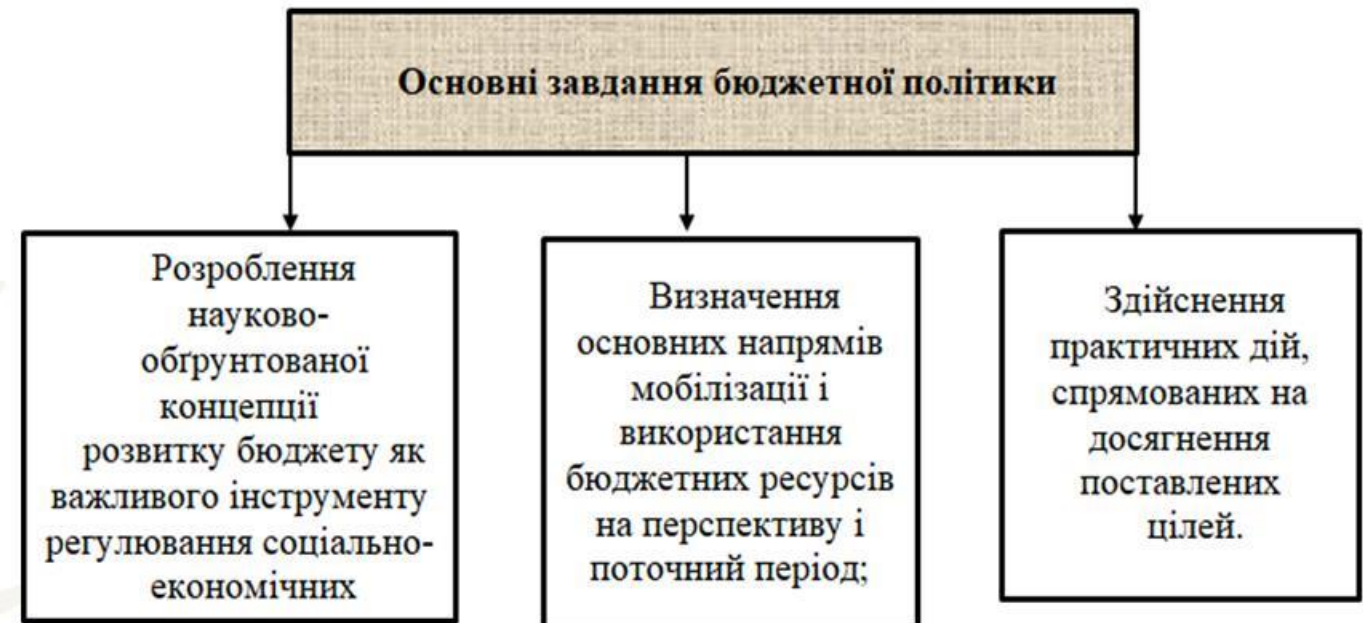 Основні завдання бюджетної політики
Розроблення
науково-
обґрунтованої
концепції
розвитку бюджету як
важливого інструменту
регулювання соціально-
економічних
Визначення
основних напрямів
мобілізації і
використання
бюджетних ресурсів
на перспективу і
поточний період;
Здійснення
практичних дій,
спрямованих на
досягнення
поставлених
цілей.